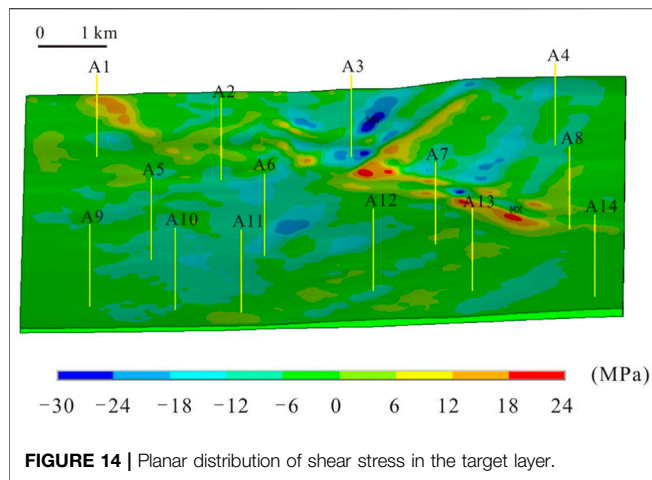 0 1 km
A4
A1 A3
A2
A8
A7
A6
A5
A12 A13
A9 A10 A11 A14
MX
(MPa)
−30 −24 −18 −12 −6 0 6 12 18 24
FIGURE 14 | Planar distribution of shear stress in the target layer.